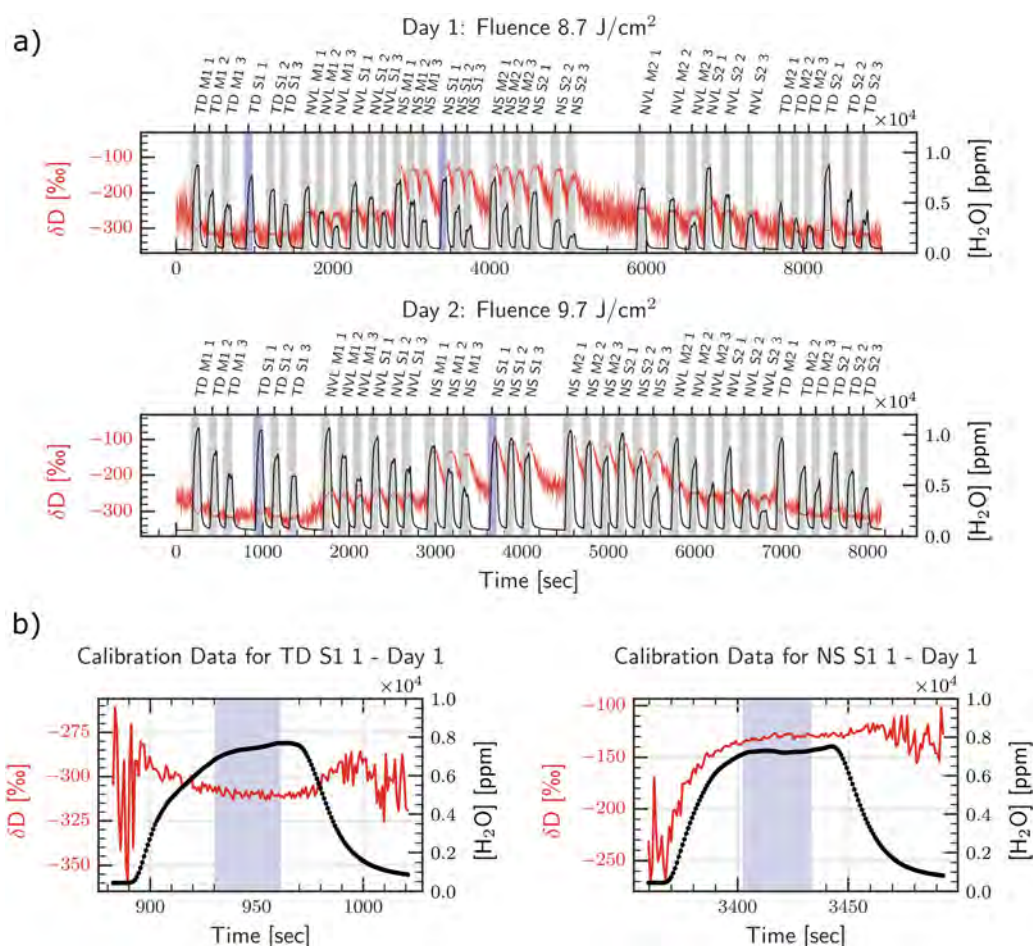 a)
Day 1: Fluence 8.7 J/cm²
TD M1 1
TD M1 2
TD M1 3
TD S1 1
TD S1 2
TD S1 3
NVL M1 1
NVL M1 2
NVL M1 3
NVL S1 1
NVL S1 2
NVL S1 3
NS M1 1
NS M1 2
NS M1 3
NS S1 1
NS S1 2
NS S1 3
NS M2 1
NS M2 2
NS M2 3
NS S2 1
NS S2 2
NS S2 3
NVL M2 1
NVL M2 2
NVL M2 3
NVL S2 1
NVL S2 2
NVL S2 3
TD M2 1
TD M2 2
TD M2 3
TD S2 1
TD S2 2
TD S2 3
×10⁴
δD [‰]
−100
−200
−300
1.0
0.5
0.0
[H₂O] [ppm]
0 2000 4000 6000 8000
Day 2: Fluence 9.7 J/cm²
TD M1 1
TD M1 2
TD M1 3
TD S1 1
TD S1 2
TD S1 3
NVL M1 1
NVL M1 2
NVL M1 3
NVL S1 1
NVL S1 2
NVL S1 3
NS M1 1
NS M1 2
NS M1 3
NS S1 1
NS S1 2
NS S1 3
NS M2 1
NS M2 2
NS M2 3
NS S2 1
NS S2 2
NS S2 3
NVL M2 1
NVL M2 2
NVL M2 3
NVL S2 1
NVL S2 2
NVL S2 3
TD M2 1
TD M2 2
TD M2 3
TD S2 1
TD S2 2
TD S2 3
×10⁴
δD [‰]
−100
−200
−300
1.0
0.5
0.0
[H₂O] [ppm]
0 1000 2000 3000 4000 5000 6000 7000 8000
Time [sec]
b)
Calibration Data for TD S1 1 - Day 1
×10⁴
δD [‰]
−275
−300
−325
−350
1.0
0.8
0.6
0.4
0.2
0.0
[H₂O] [ppm]
900 950 1000
Time [sec]
Calibration Data for NS S1 1 - Day 1
×10⁴
δD [‰]
−100
−150
−200
−250
1.0
0.8
0.6
0.4
0.2
0.0
[H₂O] [ppm]
3400 3450
Time [sec]